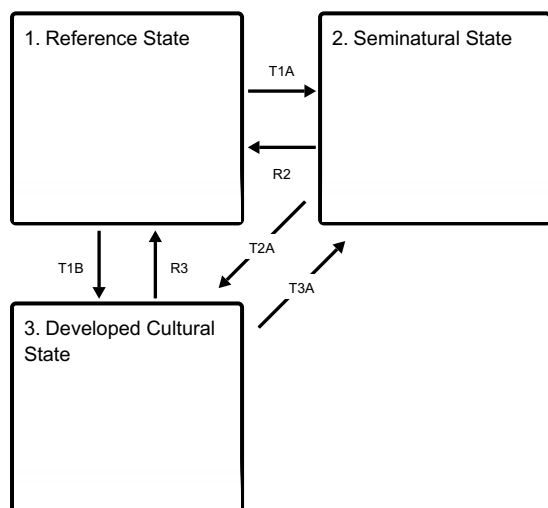 1. Reference State
2. Seminatural State
T1A
R2
T1B
R3
T2A
T3A
3. Developed Cultural
State